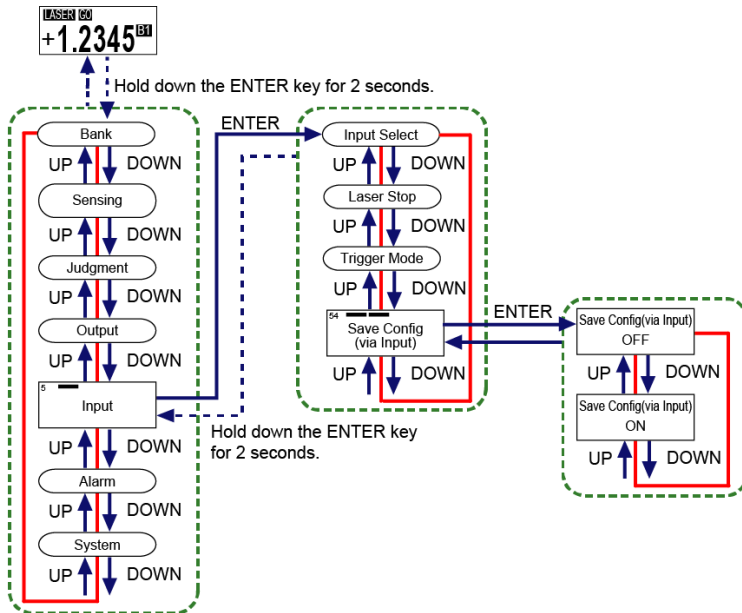 LASER GO
+1.2345 B1
Hold down the ENTER key for 2 seconds.
Bank
UP DOWN
Sensing
UP DOWN
Judgment
UP DOWN
Output
UP DOWN
5
Input
UP DOWN
Alarm
UP DOWN
System
UP DOWN
ENTER
Input Select
UP DOWN
Laser Stop
UP DOWN
Trigger Mode
UP DOWN
54
Save Config
(via Input)
UP DOWN
Hold down the ENTER key
for 2 seconds.
ENTER
Save Config(via Input)
OFF
UP DOWN
Save Config(via Input)
ON
UP DOWN